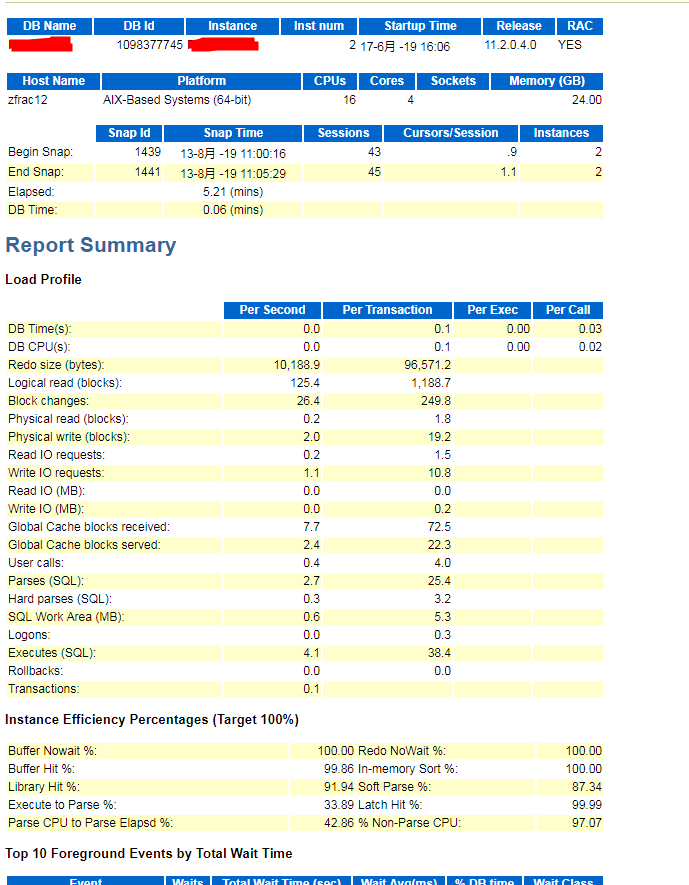 DB Name DB Id Instance Inst num Startup Time Release RAC
1098377745 2 17-6月 -19 16:06 11.2.0.4.0 YES
Host Name Platform CPUs Cores Sockets Memory (GB)
zfrac12 AIX-Based Systems (64-bit) 16 4 24.00
Snap Id Snap Time Sessions Cursors/Session Instances
Begin Snap: 1439 13-8月 -19 11:00:16 43 .9 2
End Snap: 1441 13-8月 -19 11:05:29 45 1.1 2
Elapsed: 5.21 (mins)
DB Time: 0.06 (mins)
Report Summary
Load Profile
Per Second Per Transaction Per Exec Per Call
DB Time(s): 0.0 0.1 0.00 0.03
DB CPU(s): 0.0 0.1 0.00 0.02
Redo size (bytes): 10,188.9 96,571.2
Logical read (blocks): 125.4 1,188.7
Block changes: 26.4 249.8
Physical read (blocks): 0.2 1.8
Physical write (blocks): 2.0 19.2
Read IO requests: 0.2 1.5
Write IO requests: 1.1 10.8
Read IO (MB): 0.0 0.0
Write IO (MB): 0.0 0.2
Global Cache blocks received: 7.7 72.5
Global Cache blocks served: 2.4 22.3
User calls: 0.4 4.0
Parses (SQL): 2.7 25.4
Hard parses (SQL): 0.3 3.2
SQL Work Area (MB): 0.6 5.3
Logons: 0.0 0.3
Executes (SQL): 4.1 38.4
Rollbacks: 0.0 0.0
Transactions: 0.1
Instance Efficiency Percentages (Target 100%)
Buffer Nowait %: 100.00 Redo NoWait %: 100.00
Buffer Hit %: 99.86 In-memory Sort %: 100.00
Library Hit %: 91.94 Soft Parse %: 87.34
Execute to Parse %: 33.89 Latch Hit %: 99.99
Parse CPU to Parse Elapsd %: 42.86 % Non-Parse CPU: 97.07
Top 10 Foreground Events by Total Wait Time
Event Waits Total Wait Time (sec) Wait Avg(ms) % DB time Wait Class